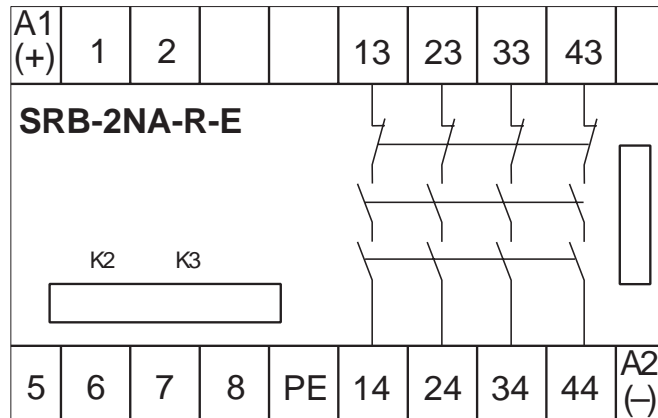 A1
(+) 1 2 13 23 33 43
SRB-2NA-R-E
K2 K3
5 6 7 8 PE 14 24 34 44 A2
(–)